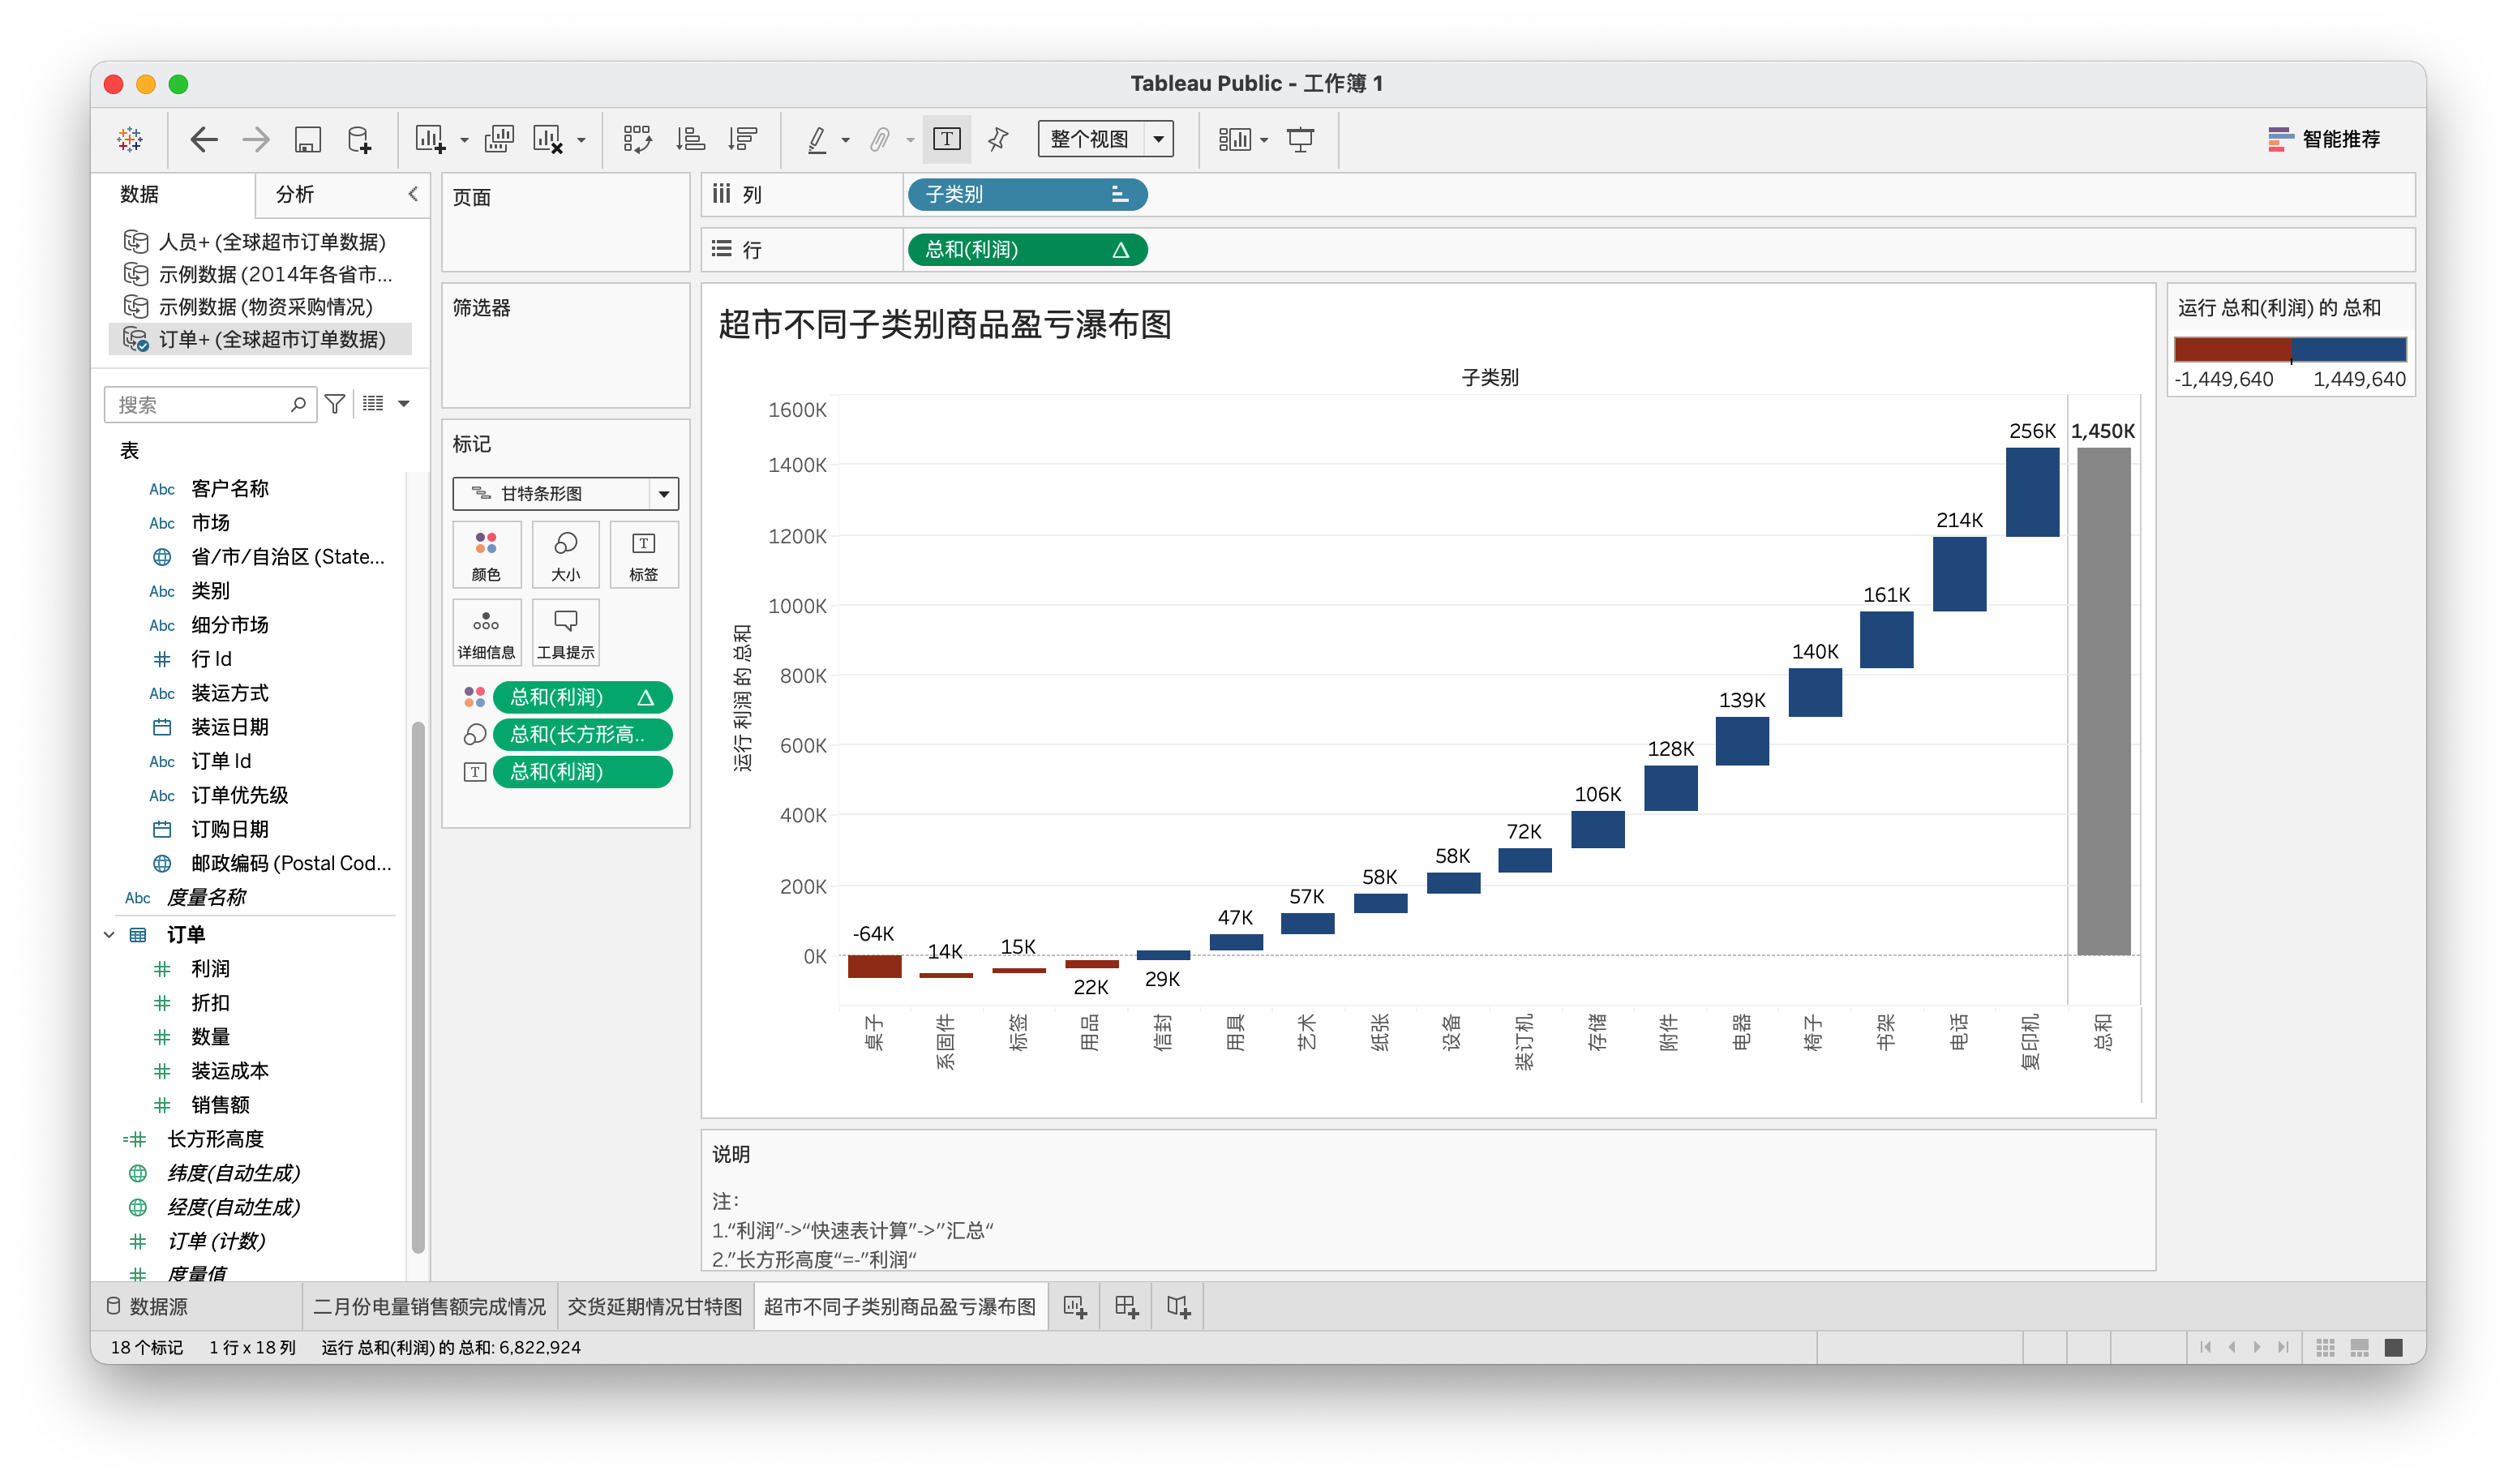 Tableau Public - 工作簿 1
整个视图
智能推荐
数据
分析
人员+ (全球超市订单数据)
示例数据 (2014年各省市...
示例数据 (物资采购情况)
订单+ (全球超市订单数据)
搜索
表
Abc 客户名称
Abc 市场
省/市/自治区 (State...
Abc 类别
Abc 细分市场
行 Id
Abc 装运方式
装运日期
Abc 订单 Id
Abc 订单优先级
订购日期
邮政编码 (Postal Cod...
Abc 度量名称
订单
利润
折扣
数量
装运成本
销售额
长方形高度
纬度(自动生成)
经度(自动生成)
订单 (计数)
度量值
页面
筛选器
标记
甘特条形图
颜色
大小
标签
详细信息
工具提示
总和(利润)
总和(长方形高..
总和(利润)
列
子类别
行
总和(利润)
超市不同子类别商品盈亏瀑布图
子类别
运行 利润 的 总和
1600K
1400K
1200K
1000K
800K
600K
400K
200K
0K
-64K
14K
15K
22K
29K
47K
57K
58K
58K
72K
106K
128K
139K
140K
161K
214K
256K
1,450K
桌子
系固件
标签
用品
信封
用具
艺术
纸张
设备
装订机
存储
附件
电器
椅子
书架
电话
复印机
总和
运行 总和(利润) 的 总和
-1,449,640
1,449,640
说明
注：
1.“利润”->“快速表计算”->”汇总“
2.”长方形高度“=-”利润“
数据源
二月份电量销售额完成情况
交货延期情况甘特图
超市不同子类别商品盈亏瀑布图
18 个标记
1 行 x 18 列
运行 总和(利润) 的 总和: 6,822,924